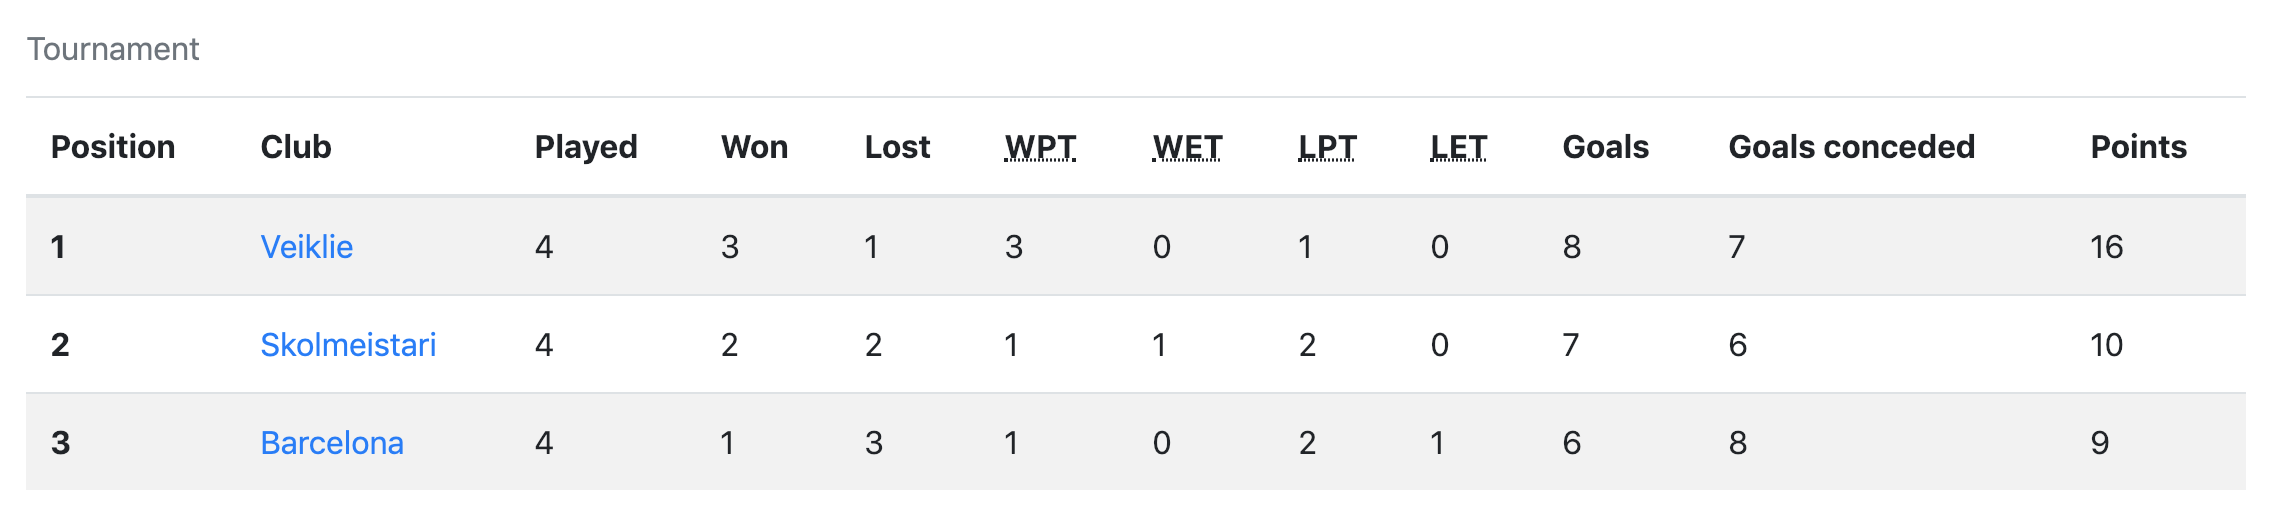 Tournament
Position Club Played Won Lost WPT WET LPT LET Goals Goals conceded Points
1 Veiklie 4 3 1 3 0 1 0 8 7 16
2 Skolmeistari 4 2 2 1 1 2 0 7 6 10
3 Barcelona 4 1 3 1 0 2 1 6 8 9